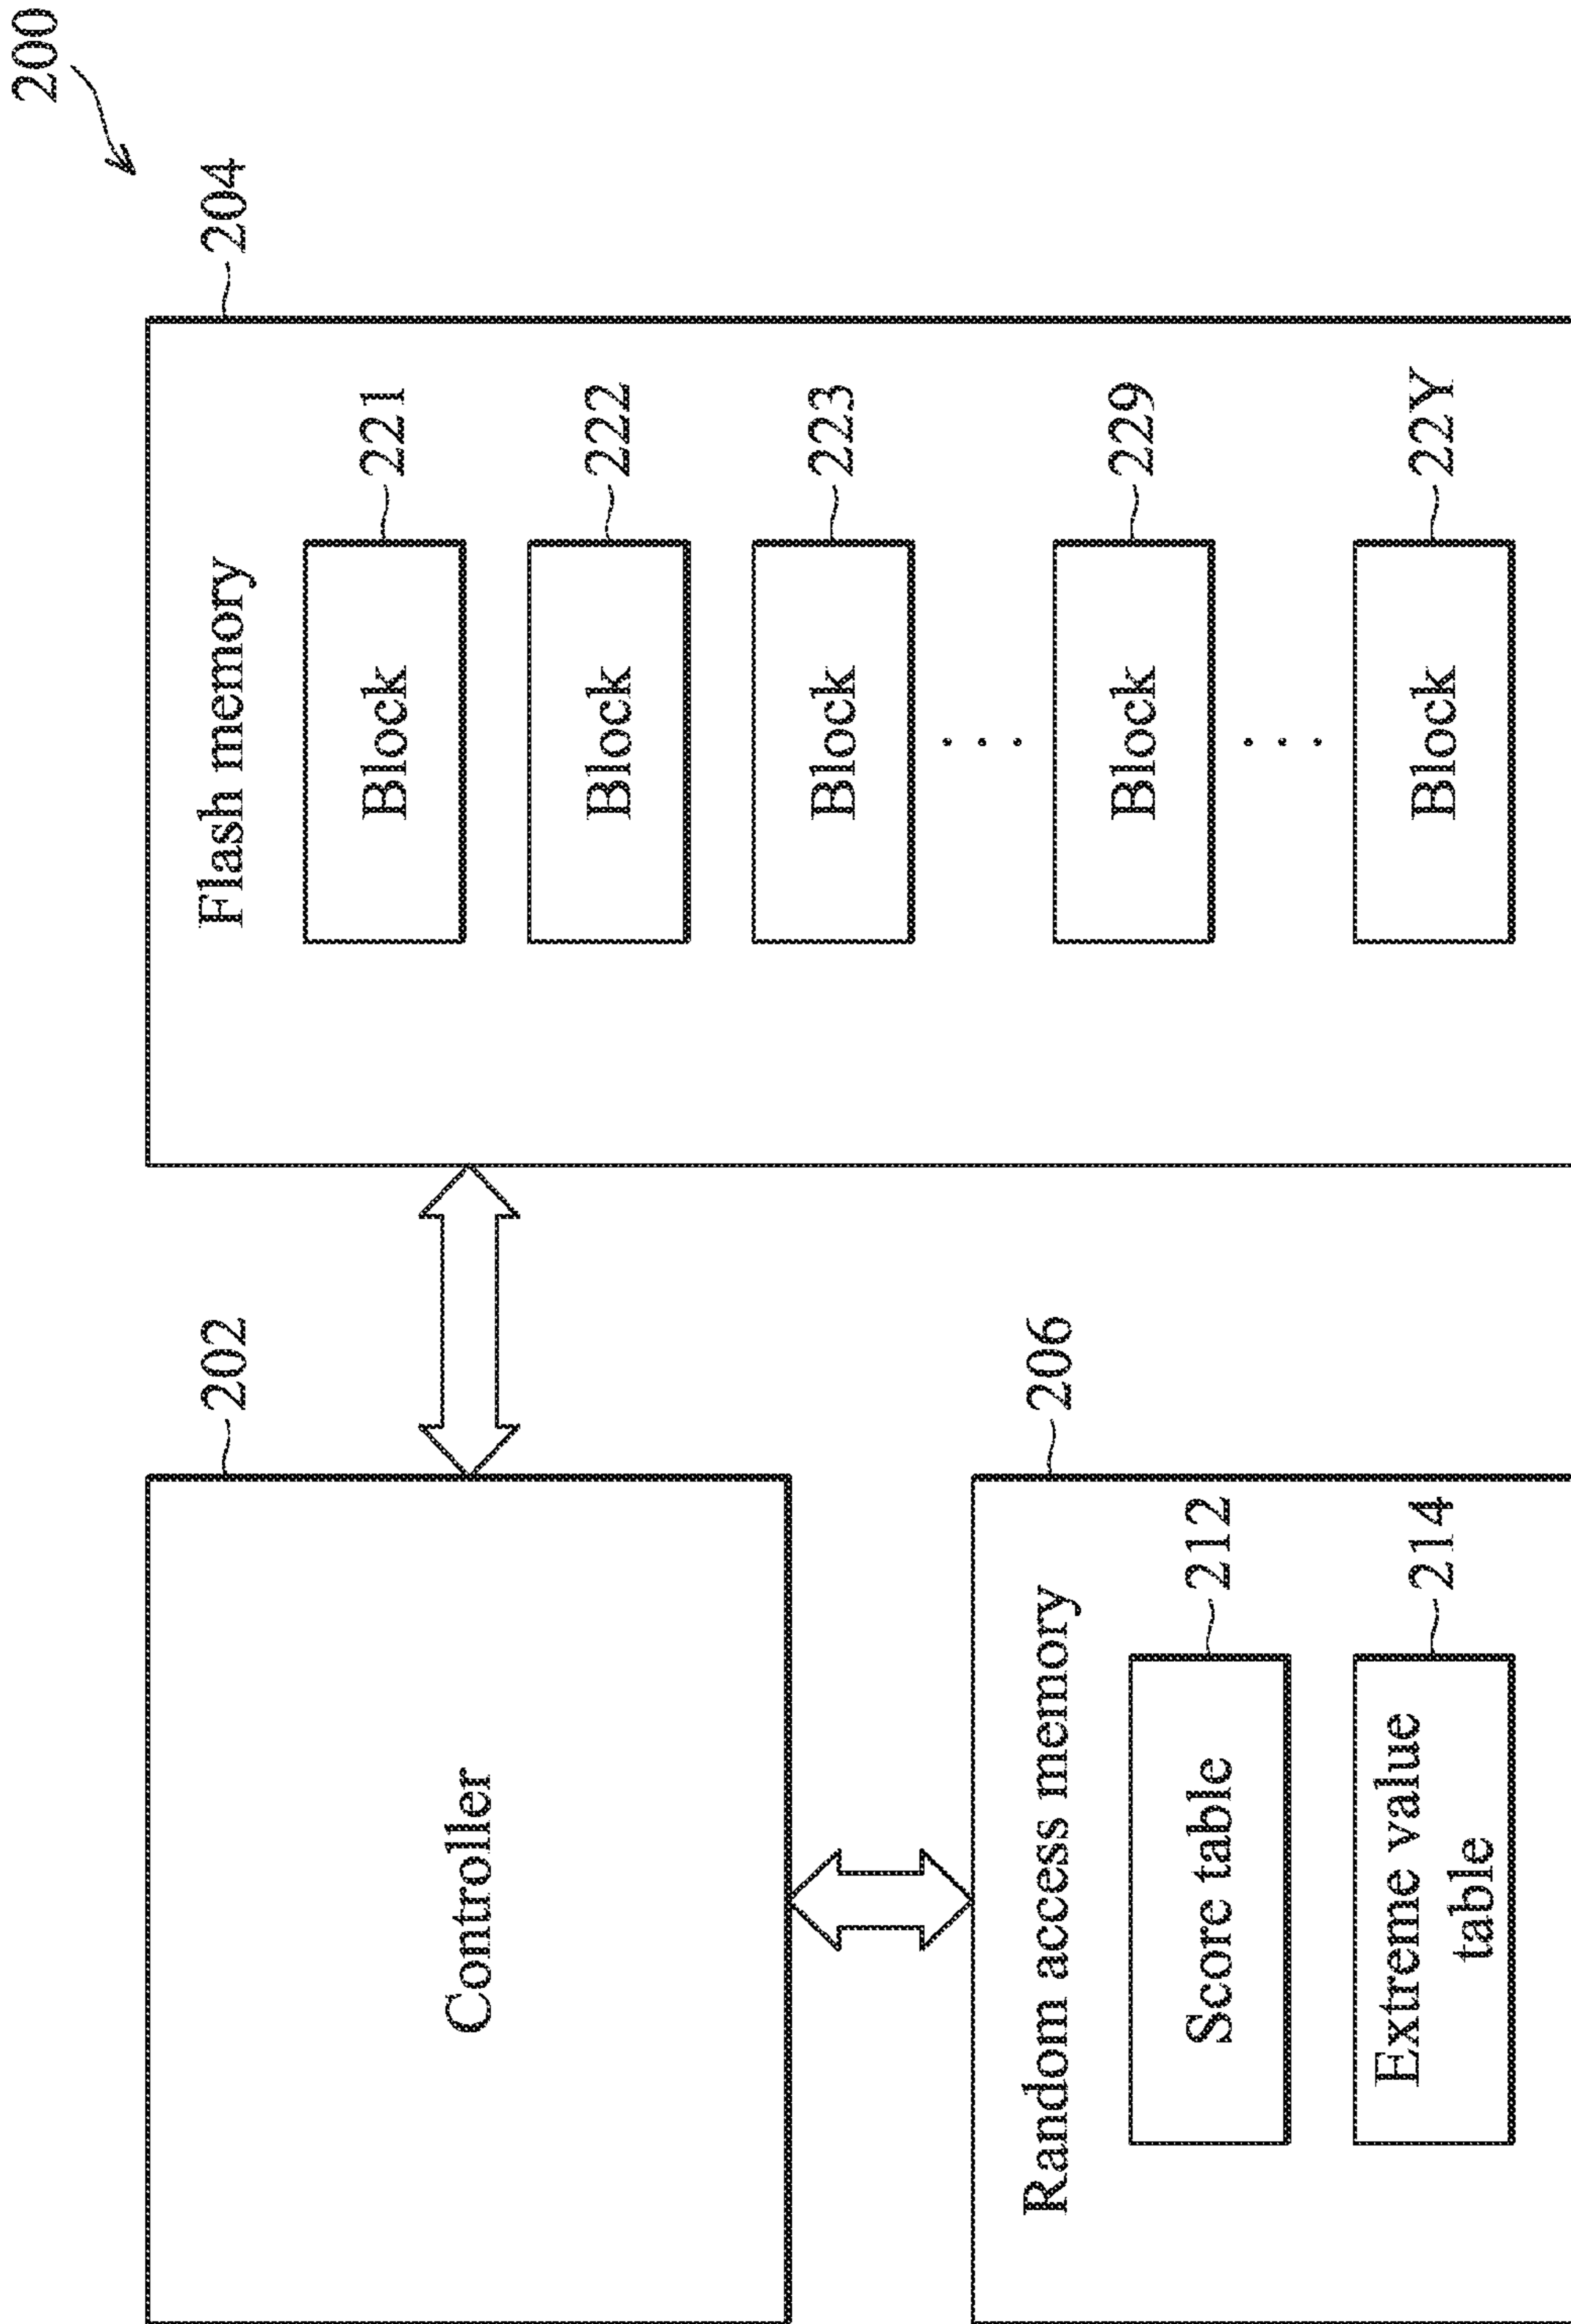 200
202
Controller
204
Flash memory
Block
221
Block
222
Block
223
. . .
Block
229
. . .
Block
22Y
206
Random access memory
Score table
212
Extreme value
table
214